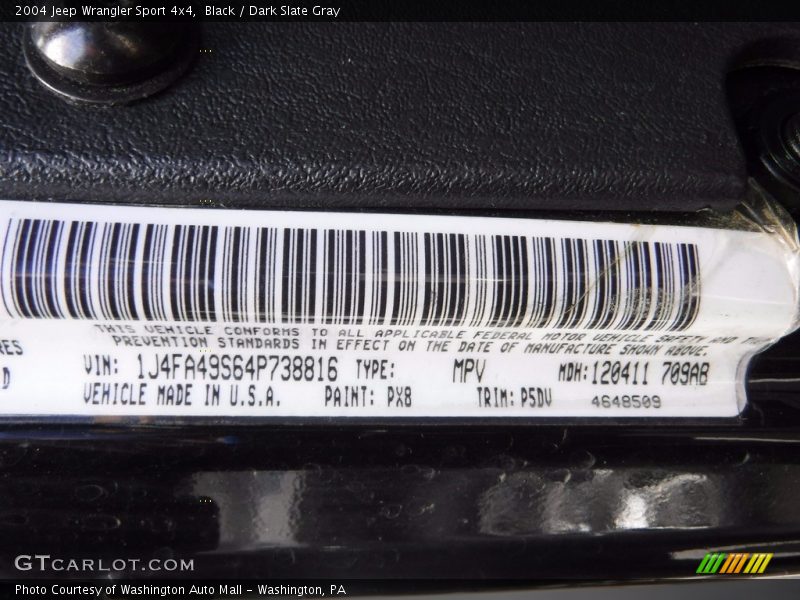 2004 Jeep Wrangler Sport 4x4, Black / Dark Slate Gray
THIS VEHICLE CONFORMS TO ALL APPLICABLE FEDERAL MOTOR VEHICLE SAFETY AND
PREVENTION STANDARDS IN EFFECT ON THE DATE OF MANUFACTURE SHOWN ABOVE.
VIN: 1J4FA49S64P738816 TYPE: MPV MDH:120411 709AB
VEHICLE MADE IN U.S.A. PAINT: PX8 TRIM: P5DV 4648509
GTCARLOT.COM
Photo Courtesy of Washington Auto Mall – Washington, PA